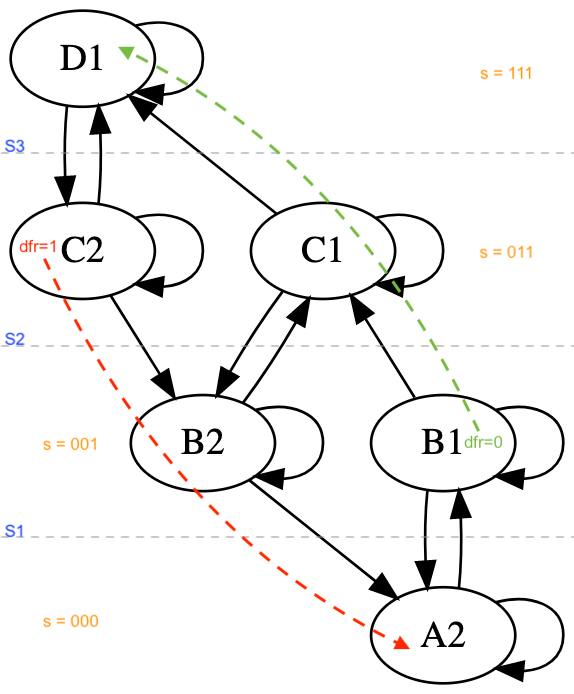 D1
s = 111
S3
dfr=1
C2
C1
s = 011
S2
s = 001
B2
B1
dfr=0
S1
s = 000
A2